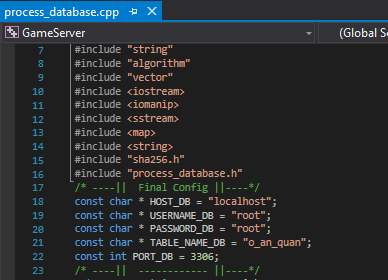 process_database.cpp
GameServer (Global S
7 #include "string"
8 #include "algorithm"
9 #include "vector"
10 #include <iostream>
11 #include <iomanip>
12 #include <sstream>
13 #include <map>
14 #include <string>
15 #include "sha256.h"
16 #include "process_database.h"
17 /* ----|| Final Config ||----*/
18 const char * HOST_DB = "localhost";
19 const char * USERNAME_DB = "root";
20 const char * PASSWORD_DB = "root";
21 const char * TABLE_NAME_DB = "o_an_quan";
22 const int PORT_DB = 3306;
23 /* ----|| ------------ ||----*/